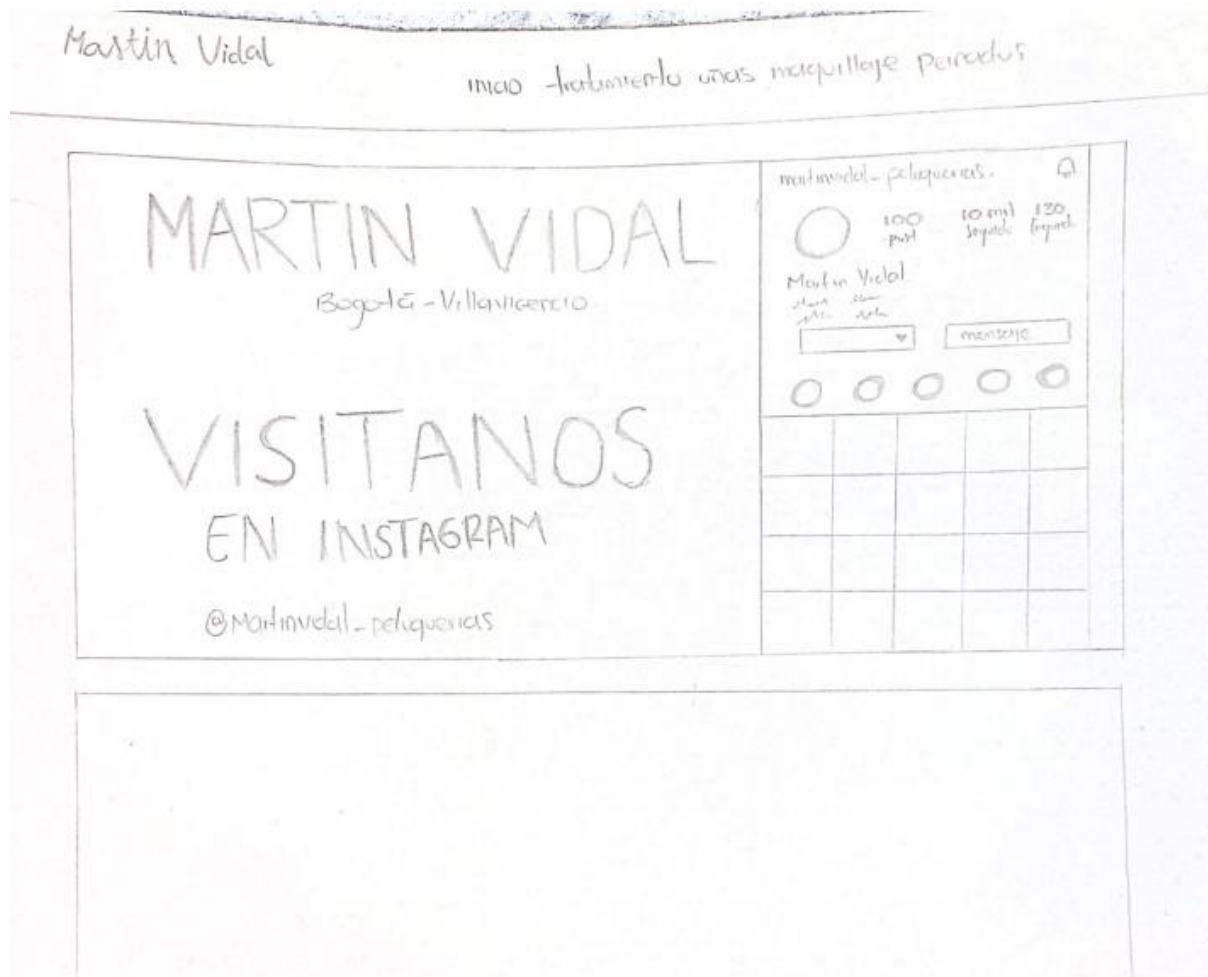 Martin Vidal
inicio tratamiento uñas maquillaje peinados
MARTIN VIDAL
Bogotá - Villavicencio
VISITANOS
EN INSTAGRAM
@Martinvidal_peluquerias
martinvidal_peluquerias.
100 10 mil 130
post
Martin Vidal
mensaje